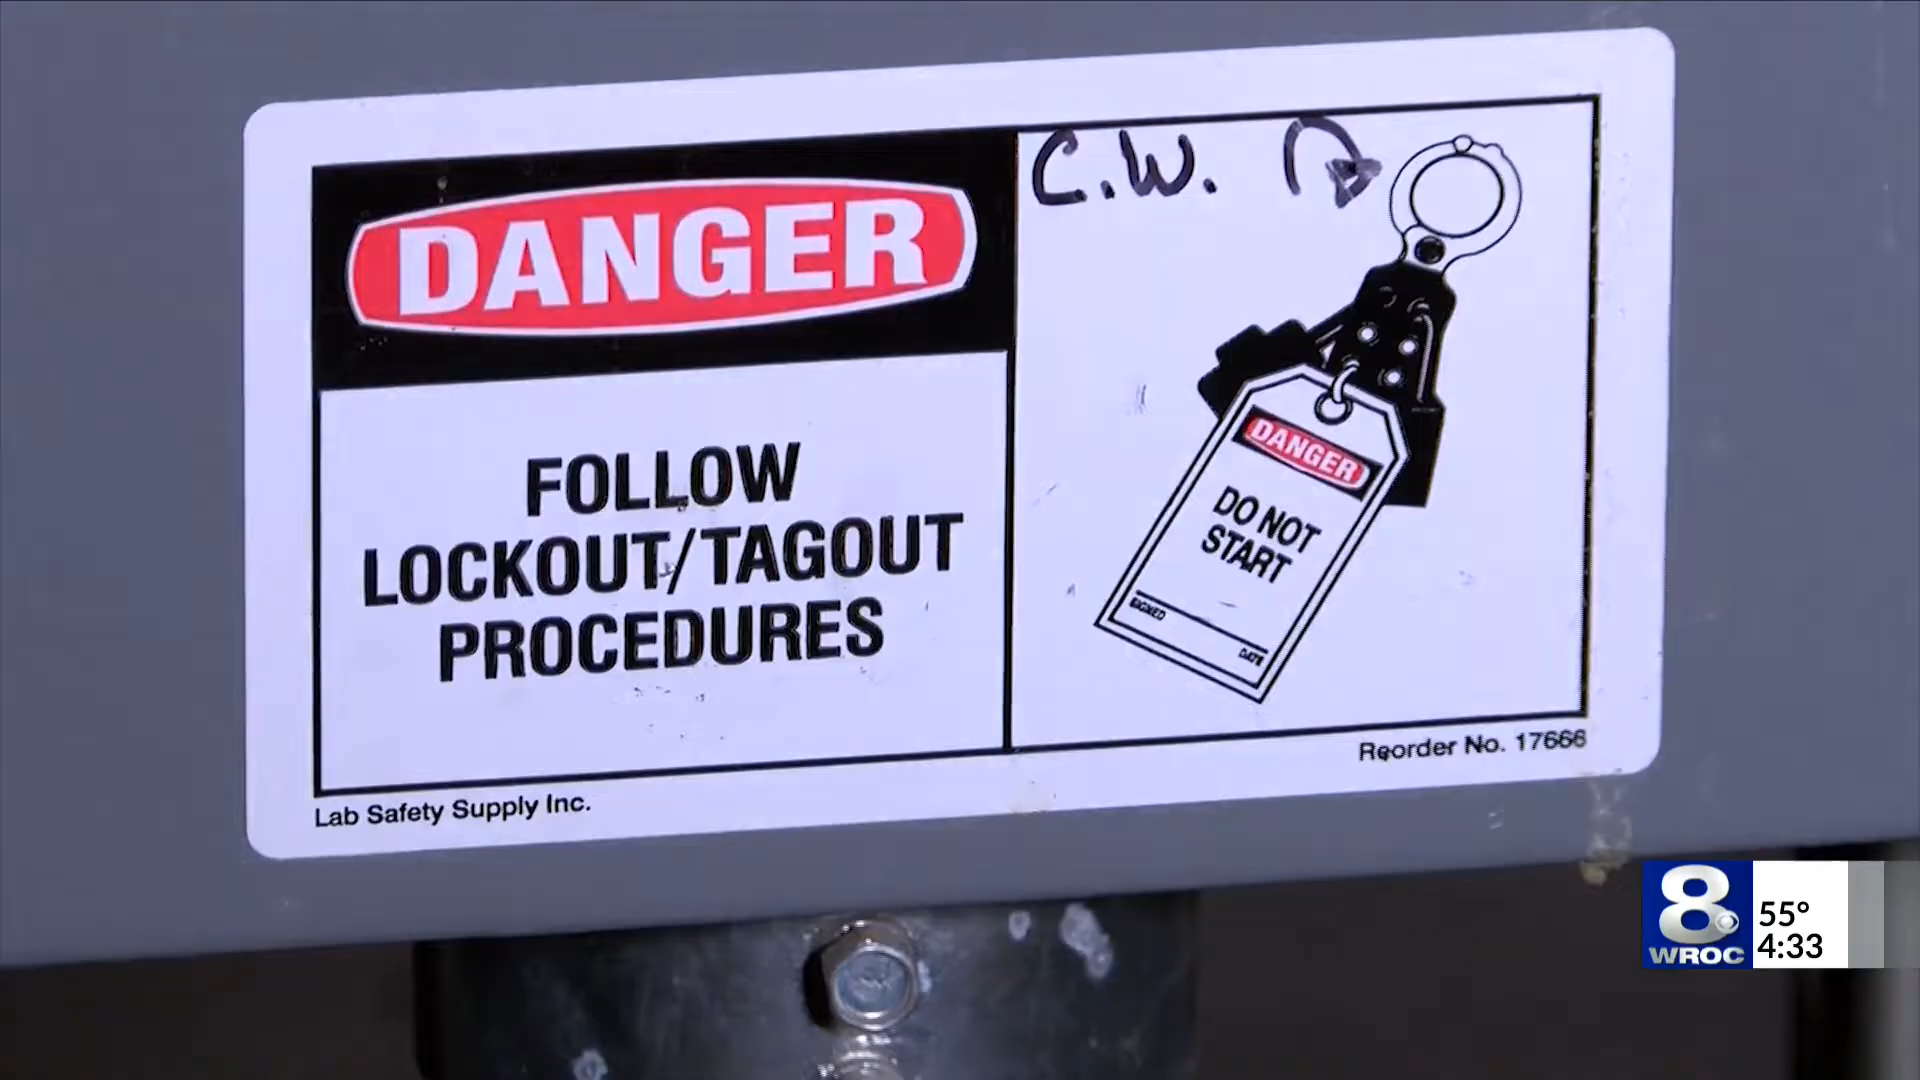 DANGER
FOLLOW
LOCKOUT/TAGOUT
PROCEDURES
C.W.
DANGER
DO NOT
START
SIGNED
DATE
Reorder No. 17666
Lab Safety Supply Inc.
8
WROC
55°
4:33